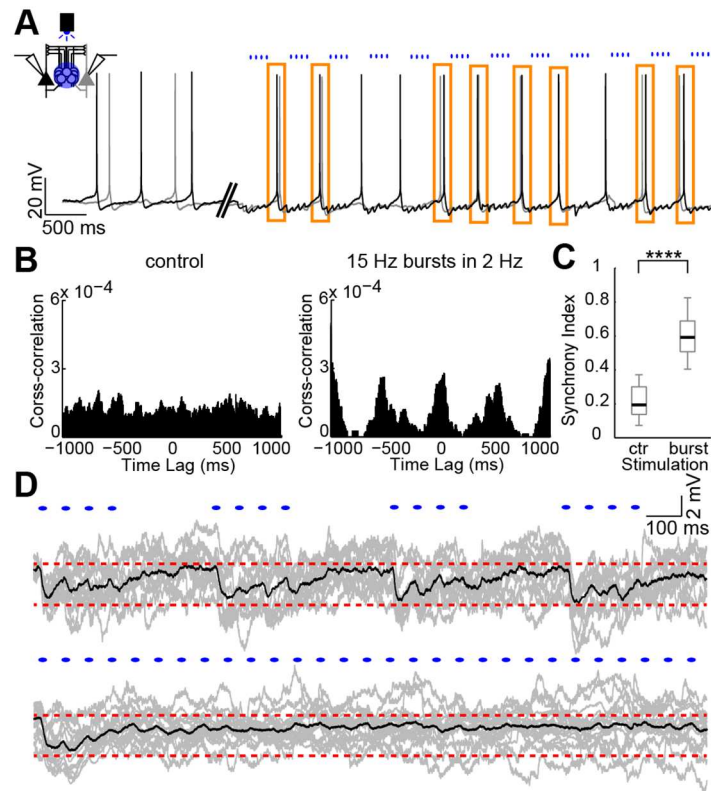 A
20 mV
500 ms
B
control
15 Hz bursts in 2 Hz
C
****
Corss-correlation
6 x 10−4
3
0
−1000 −500 0 500 1000
Time Lag (ms)
Corss-correlation
6 x 10−4
3
0
−1000 −500 0 500 1000
Time Lag (ms)
Synchrony Index
1
0.8
0.6
0.4
0.2
0
ctr burst
Stimulation
D
2 mV
100 ms